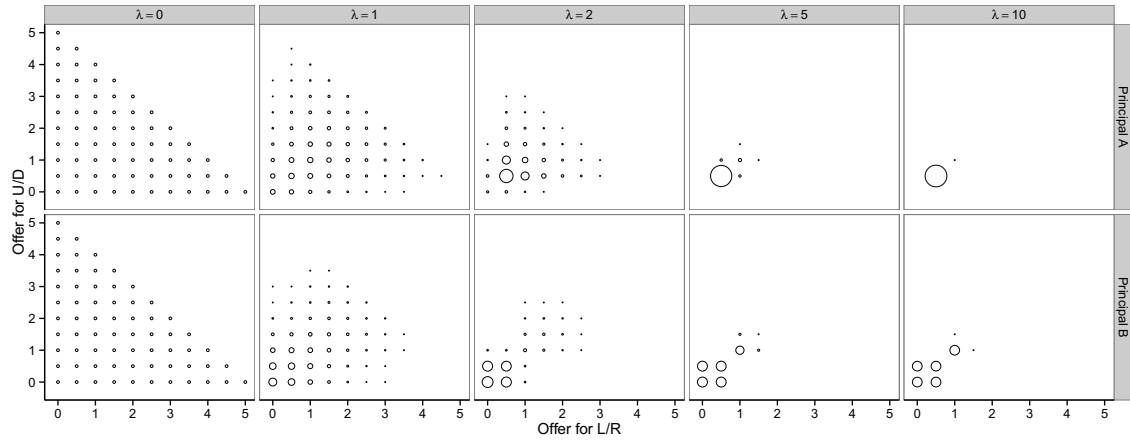 λ = 0 λ = 1 λ = 2 λ = 5 λ = 10
5
4
3
2
1
0
Principal A
5
4
3
2
1
0
Principal B
Offer for U/D
0 1 2 3 4 5 0 1 2 3 4 5 0 1 2 3 4 5 0 1 2 3 4 5 0 1 2 3 4 5
Offer for L/R